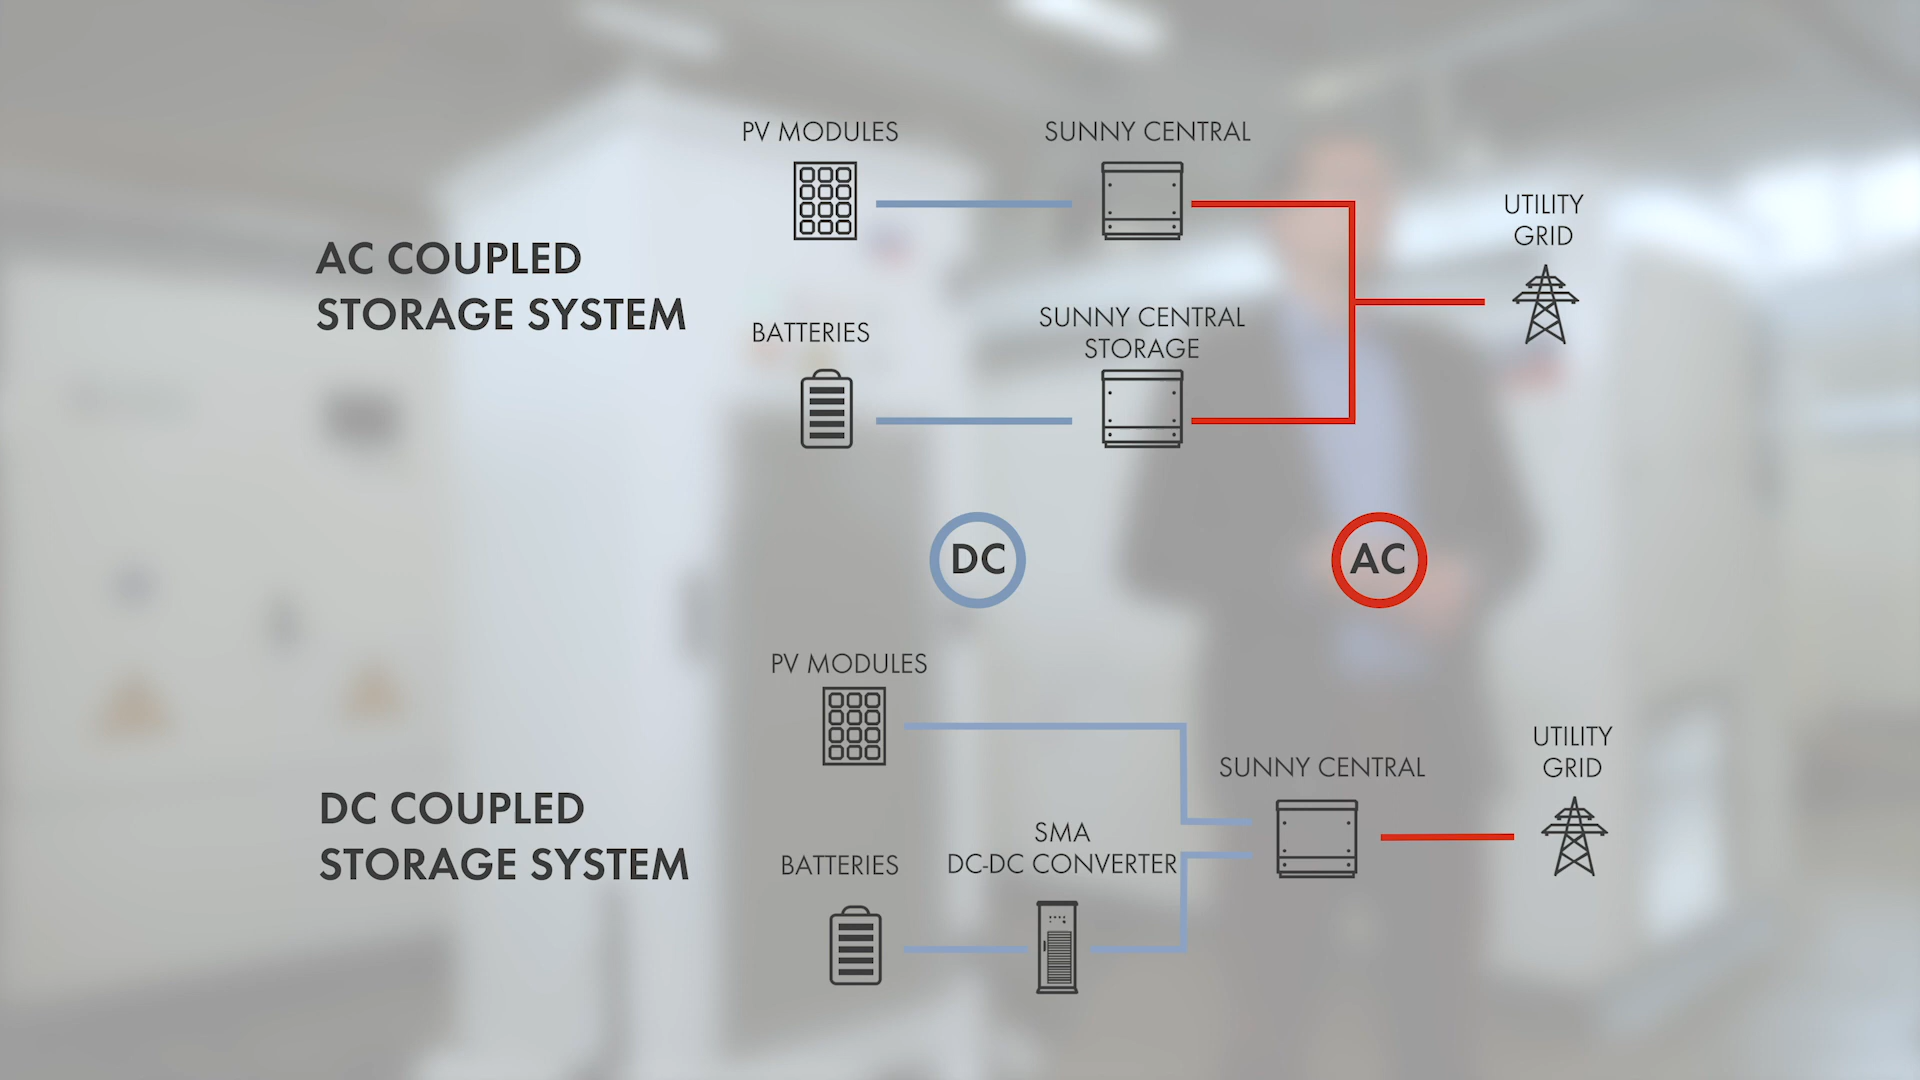 AC COUPLED
STORAGE SYSTEM
PV MODULES
SUNNY CENTRAL
BATTERIES
SUNNY CENTRAL
STORAGE
UTILITY
GRID
DC
AC
DC COUPLED
STORAGE SYSTEM
PV MODULES
BATTERIES
SMA
DC-DC CONVERTER
SUNNY CENTRAL
UTILITY
GRID